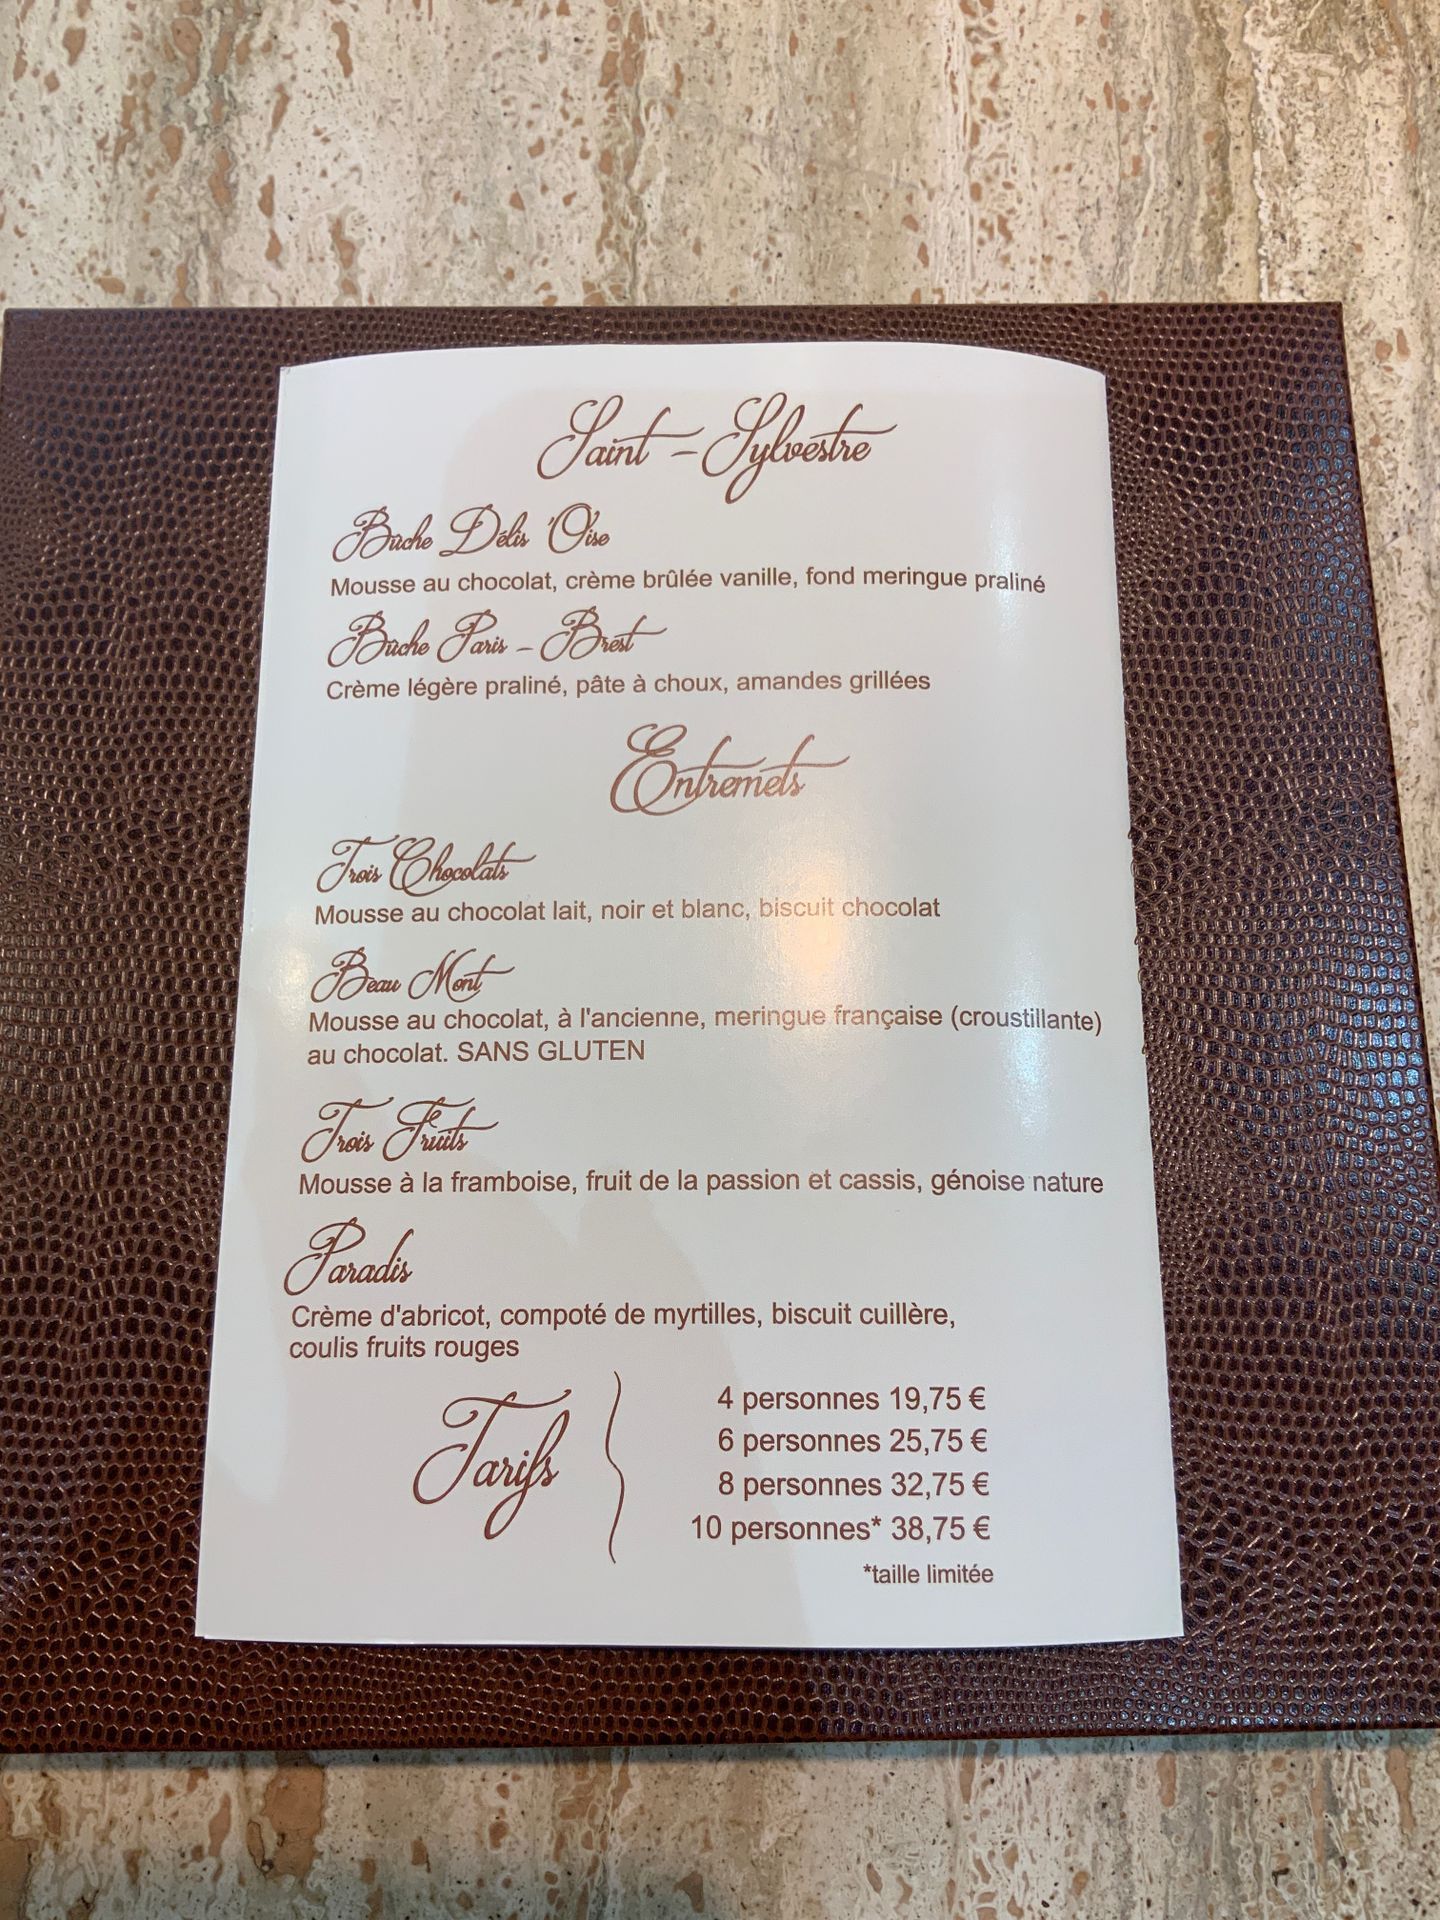 Saint - Sylvestre
Bûche Délis 'O'ise
Mousse au chocolat, crème brûlée vanille, fond meringue praliné
Bûche Paris - Brest
Crème légère praliné, pâte à choux, amandes grillées
Entremets
Trois Chocolats
Mousse au chocolat lait, noir et blanc, biscuit chocolat
Beau Mont
Mousse au chocolat, à l'ancienne, meringue française (croustillante)
au chocolat. SANS GLUTEN
Trois Fruits
Mousse à la framboise, fruit de la passion et cassis, génoise nature
Paradis
Crème d'abricot, compoté de myrtilles, biscuit cuillère,
coulis fruits rouges
Tarifs
4 personnes 19,75 €
6 personnes 25,75 €
8 personnes 32,75 €
10 personnes* 38,75 €
*taille limitée